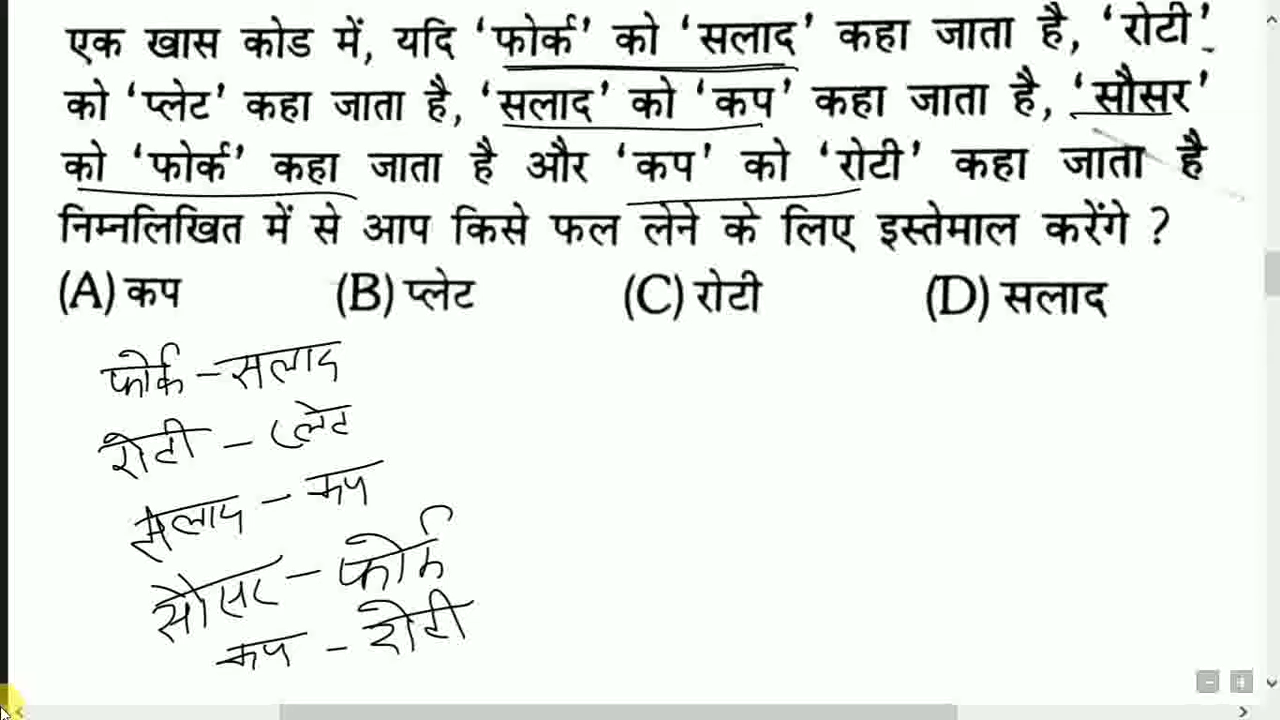 एक खास कोड में, यदि ‘फोर्क’ को ‘सलाद’ कहा जाता है, ‘रोटी’
को ‘प्लेट’ कहा जाता है, ‘सलाद’ को ‘कप’ कहा जाता है, ‘सौसर’
को ‘फोर्क’ कहा जाता है और ‘कप’ को ‘रोटी’ कहा जाता है
निम्नलिखित में से आप किसे फल लेने के लिए इस्तेमाल करेंगे ?
(A) कप (B) प्लेट (C) रोटी (D) सलाद
फोर्क – सलाद
रोटी – प्लेट
सलाद – कप
सौसर – फोर्क
कप – रोटी